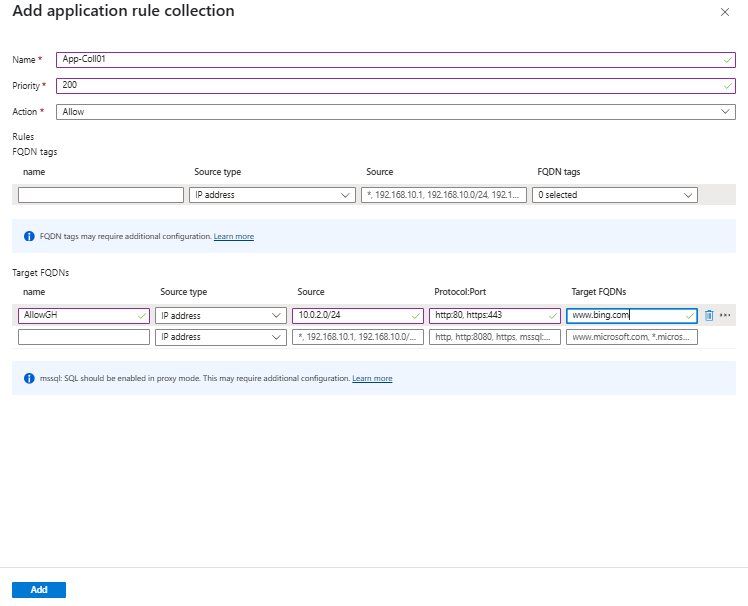 Add application rule collection
Name * App-Coll01
Priority * 200
Action * Allow
Rules
FQDN tags
name Source type Source FQDN tags
IP address *, 192.168.10.1, 192.168.10.0/24, 192.1... 0 selected
FQDN tags may require additional configuration. Learn more
Target FQDNs
name Source type Source Protocol:Port Target FQDNs
AllowGH IP address 10.0.2.0/24 http:80, https:443 www.bing.com
IP address *, 192.168.10.1, 192.168.10.0/... http, http:8080, https, mssql:... www.microsoft.com, *.micros...
mssql: SQL should be enabled in proxy mode. This may require additional configuration. Learn more
Add